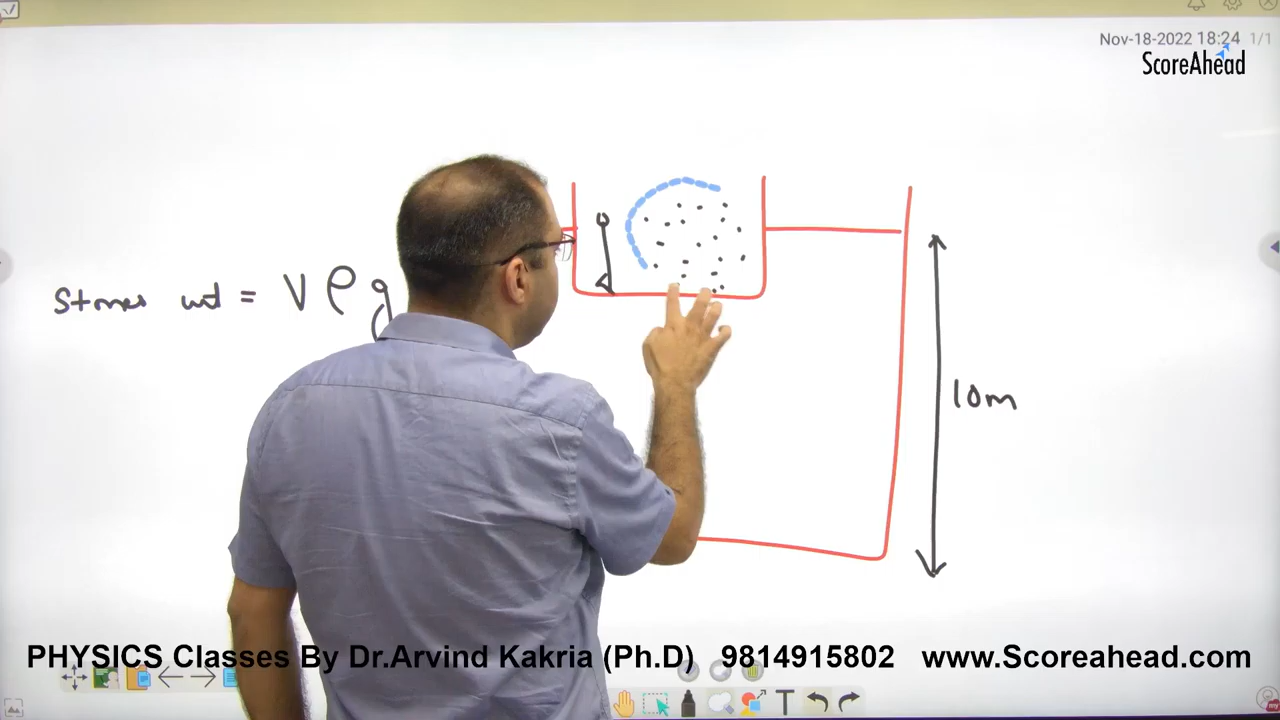 Nov-18-2022 18:24 1/1
ScoreAhead
Stones wt = Vρg
10m
PHYSICS Classes By Dr.Arvind Kakria (Ph.D) 9814915802 www.Scoreahead.com
T